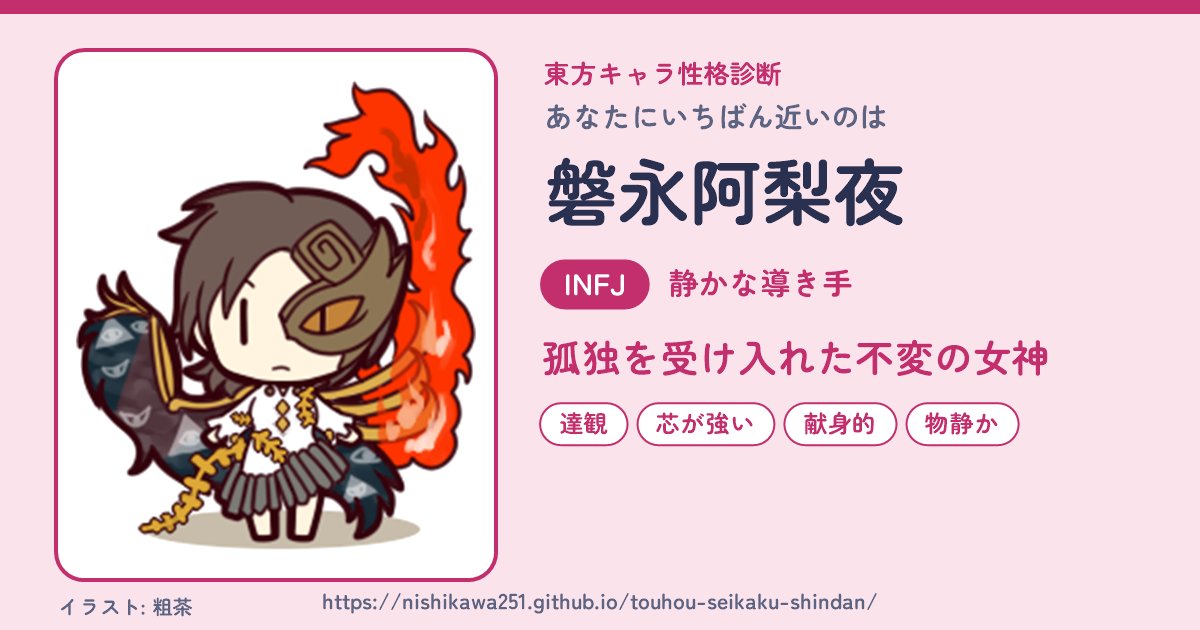 東方キャラ性格診断
あなたにいちばん近いのは
磐永阿梨夜
INFJ 静かな導き手
孤独を受け入れた不変の女神
達観 芯が強い 献身的 物静か
イラスト: 粗茶
https://nishikawa251.github.io/touhou-seikaku-shindan/